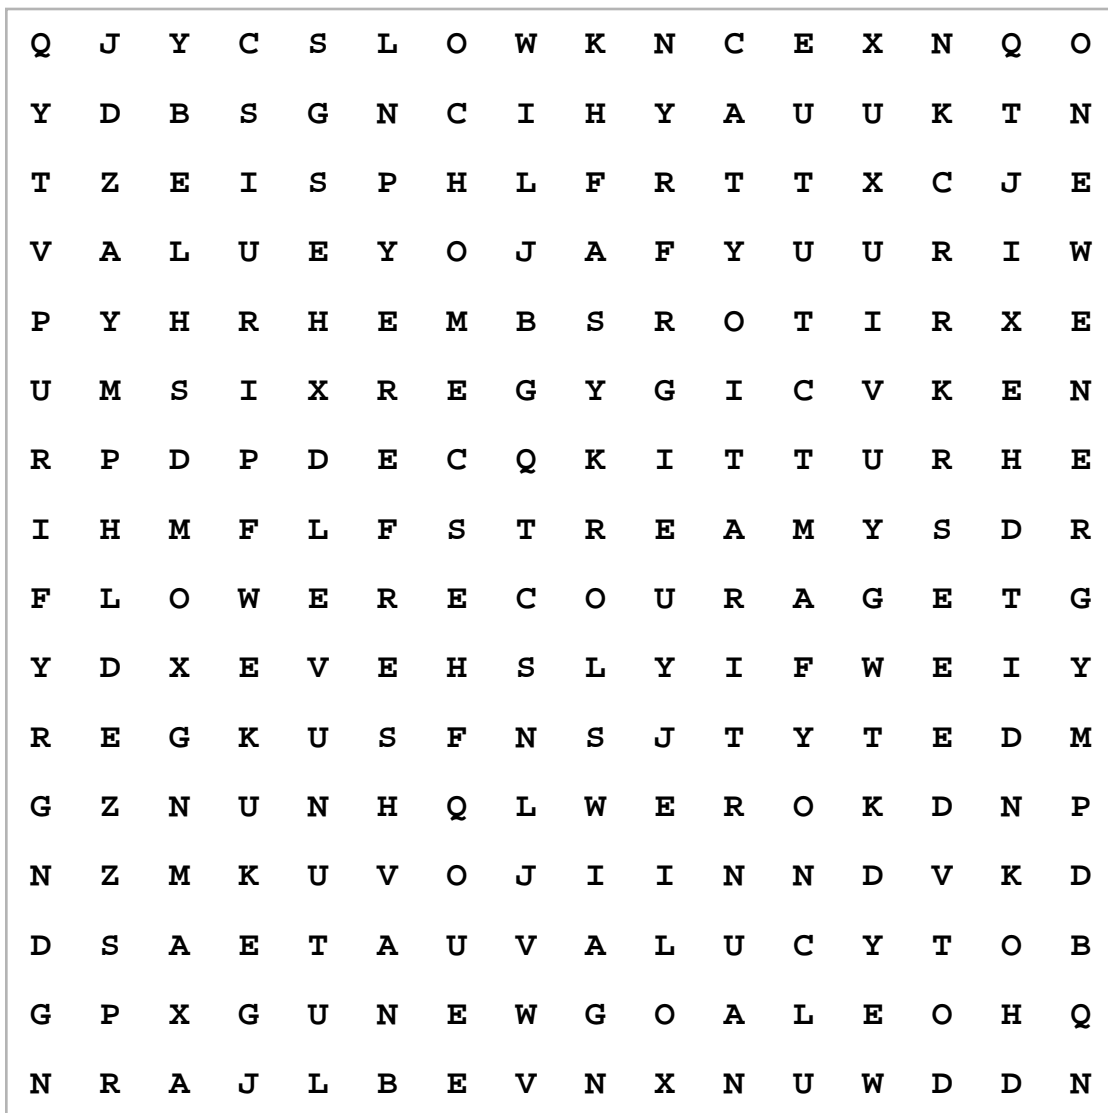 Q J Y C S L O W K N C E X N Q O
Y D B S G N C I H Y A U U K T N
T Z E I S P H L F R T T X C J E
V A L U E Y O J A F Y U U R I W
P Y H R H E M B S R O T I R X E
U M S I X R E G Y G I C V K E N
R P D P D E C Q K I T T U R H E
I H M F L F S T R E A M Y S D R
F L O W E R E C O U R A G E T G
Y D X E V E H S L Y I F W E I Y
R E G K U S F N S J T Y T E D M
G Z N U N H Q L W E R O K D N P
N Z M K U V O J I I N N D V K D
D S A E T A U V A L U C Y T O B
G P X G U N E W G O A L E O H Q
N R A J L B E V N X N U W D D N